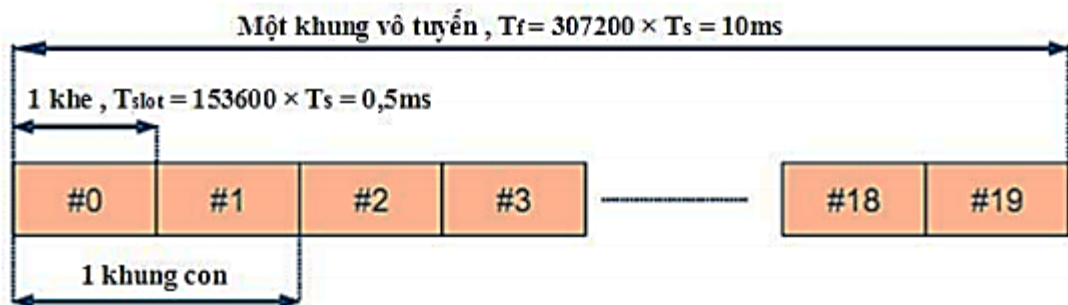 Một khung vô tuyến , Tf = 307200 × Ts = 10ms
1 khe , Tslot = 153600 × Ts = 0,5ms
#0 #1 #2 #3 #18 #19
1 khung con